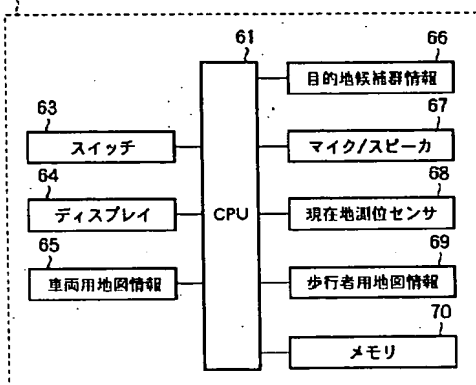 61
66
目的地候補群情報
63
67
スイッチ
マイク/スピーカ
64
68
ディスプレイ
CPU
現在地測位センサ
65
69
車両用地図情報
歩行者用地図情報
70
メモリ